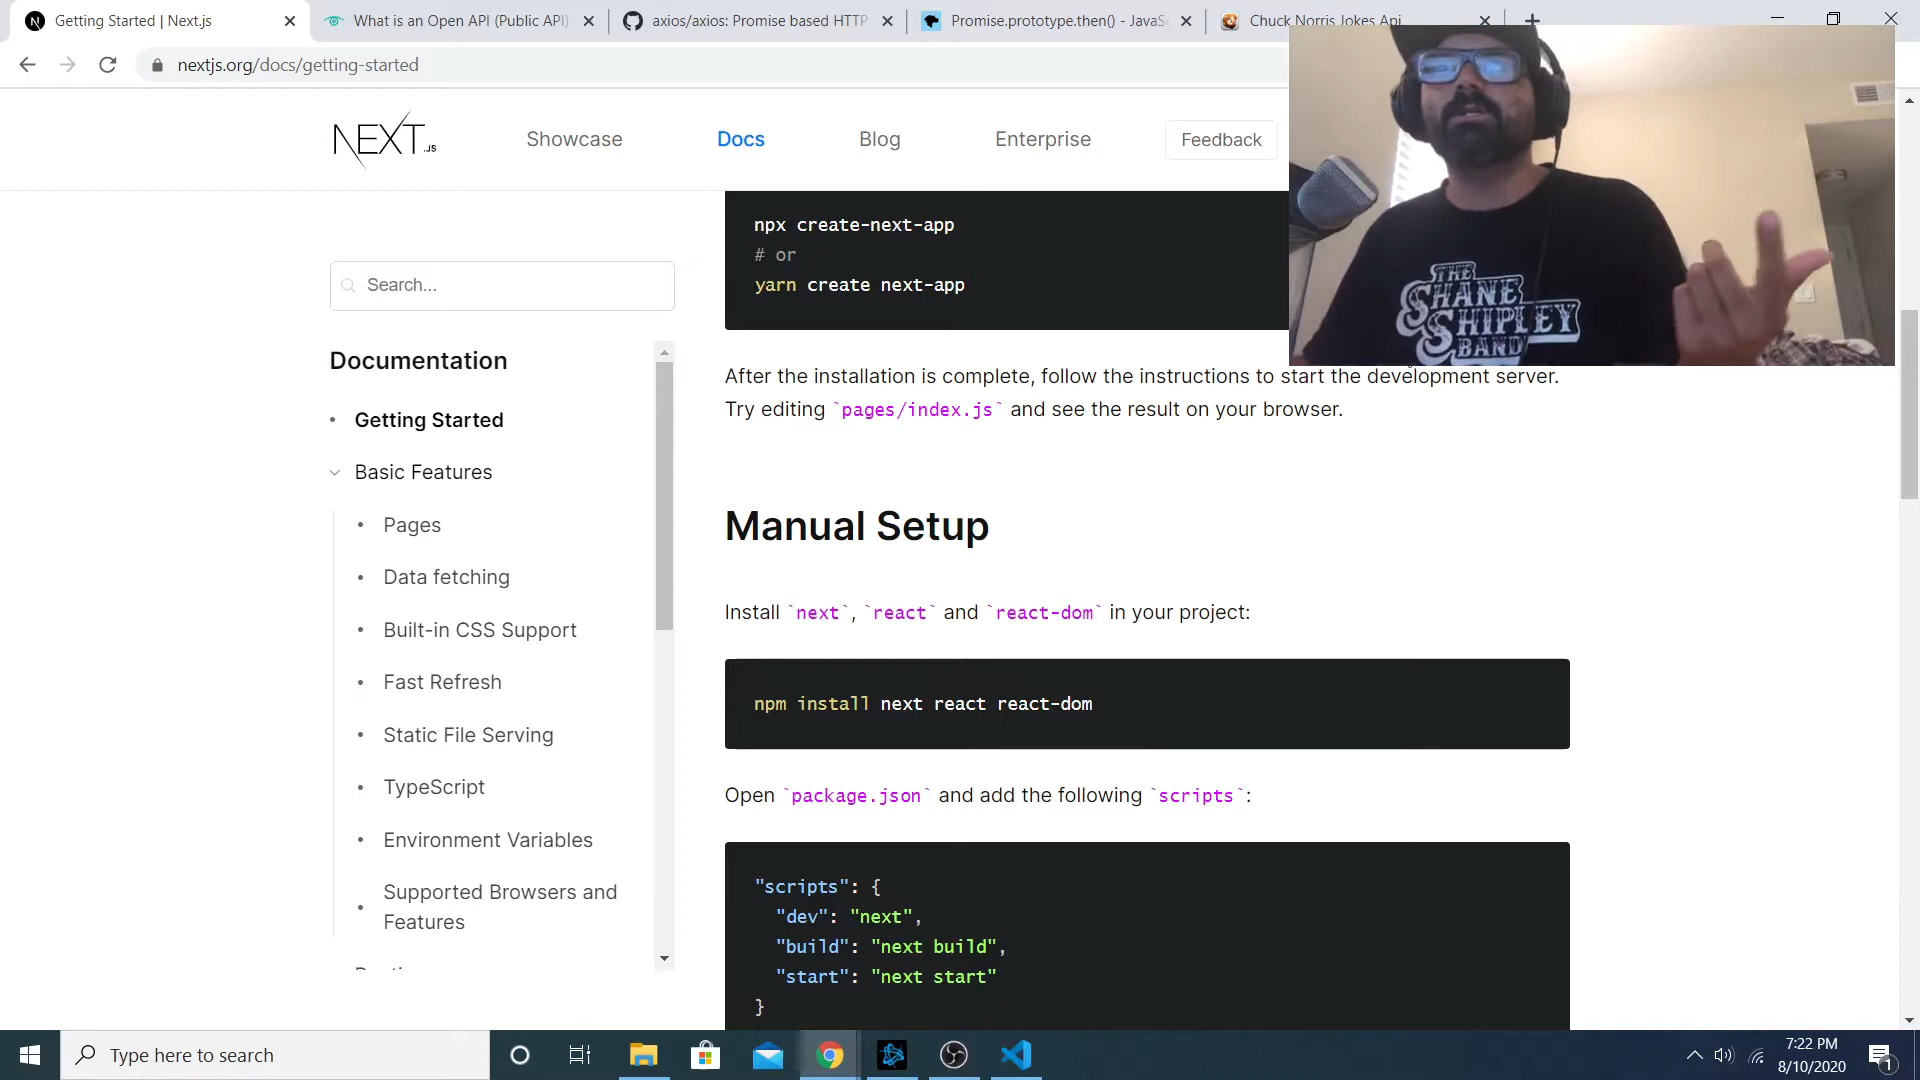 Getting Started | Next.js
What is an Open API (Public API)
axios/axios: Promise based HTTP
Promise.prototype.then() - JavaS
Chuck Norris Jokes Api
nextjs.org/docs/getting-started
NEXT.JS
Showcase
Docs
Blog
Enterprise
Feedback
Search...
Documentation
Getting Started
Basic Features
Pages
Data fetching
Built-in CSS Support
Fast Refresh
Static File Serving
TypeScript
Environment Variables
Supported Browsers and
Features
npx create-next-app
# or
yarn create next-app
After the installation is complete, follow the instructions to start the development server.
Try editing `pages/index.js` and see the result on your browser.
Manual Setup
Install `next`, `react` and `react-dom` in your project:
npm install next react react-dom
Open `package.json` and add the following `scripts`:
"scripts": {
"dev": "next",
"build": "next build",
"start": "next start"
}
THE
SHANE
SHIPLEY
BAND
Type here to search
7:22 PM
8/10/2020
1